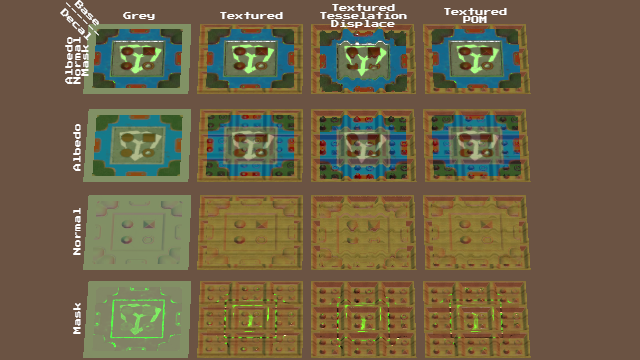 Base
-----
Decal
Grey
Textured
Textured
Tesselation
Displace
Textured
POM
Albedo
Normal
Mask
Albedo
Normal
Mask